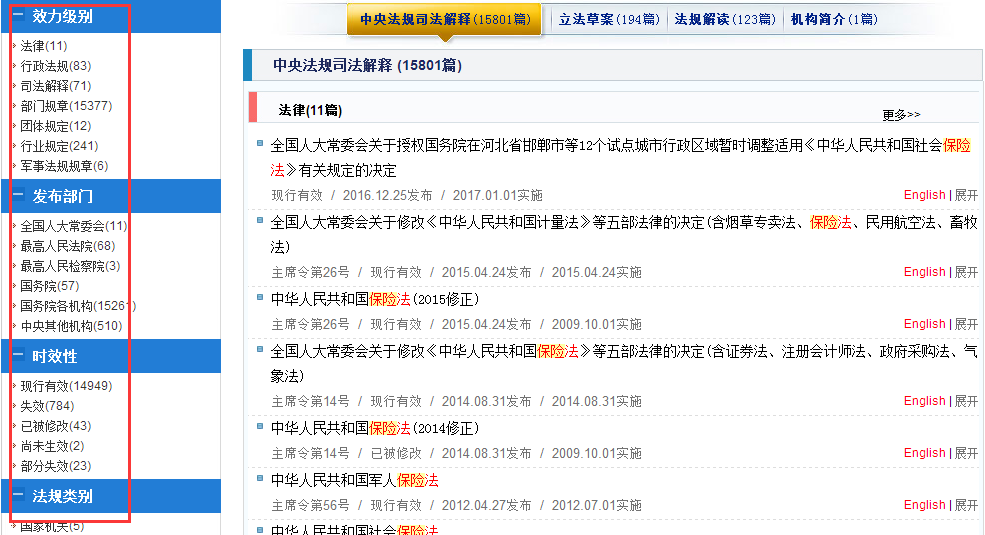 效力级别
法律(11)
行政法规(83)
司法解释(71)
部门规章(15377)
团体规定(12)
行业规定(241)
军事法规规章(6)
发布部门
全国人大常委会(11)
最高人民法院(68)
最高人民检察院(3)
国务院(57)
国务院各机构(15261)
中央其他机构(510)
时效性
现行有效(14949)
失效(784)
已被修改(43)
尚未生效(2)
部分失效(23)
法规类别
国家机关(5)
中央法规司法解释(15801篇) 立法草案(194篇) 法规解读(123篇) 机构简介(1篇)
中央法规司法解释 (15801篇)
法律(11篇) 更多>>
全国人大常委会关于授权国务院在河北省邯郸市等12个试点城市行政区域暂时调整适用《中华人民共和国社会保险
法》有关规定的决定
现行有效 / 2016.12.25发布 / 2017.01.01实施 English | 展开
全国人大常委会关于修改《中华人民共和国计量法》等五部法律的决定(含烟草专卖法、保险法、民用航空法、畜牧
法)
主席令第26号 / 现行有效 / 2015.04.24发布 / 2015.04.24实施 English | 展开
中华人民共和国保险法(2015修正)
主席令第26号 / 现行有效 / 2015.04.24发布 / 2009.10.01实施 English | 展开
全国人大常委会关于修改《中华人民共和国保险法》等五部法律的决定(含证券法、注册会计师法、政府采购法、气
象法)
主席令第14号 / 现行有效 / 2014.08.31发布 / 2014.08.31实施 English | 展开
中华人民共和国保险法(2014修正)
主席令第14号 / 已被修改 / 2014.08.31发布 / 2009.10.01实施 English | 展开
中华人民共和国军人保险法
主席令第56号 / 现行有效 / 2012.04.27发布 / 2012.07.01实施 English | 展开
中华人民共和国社会保险法